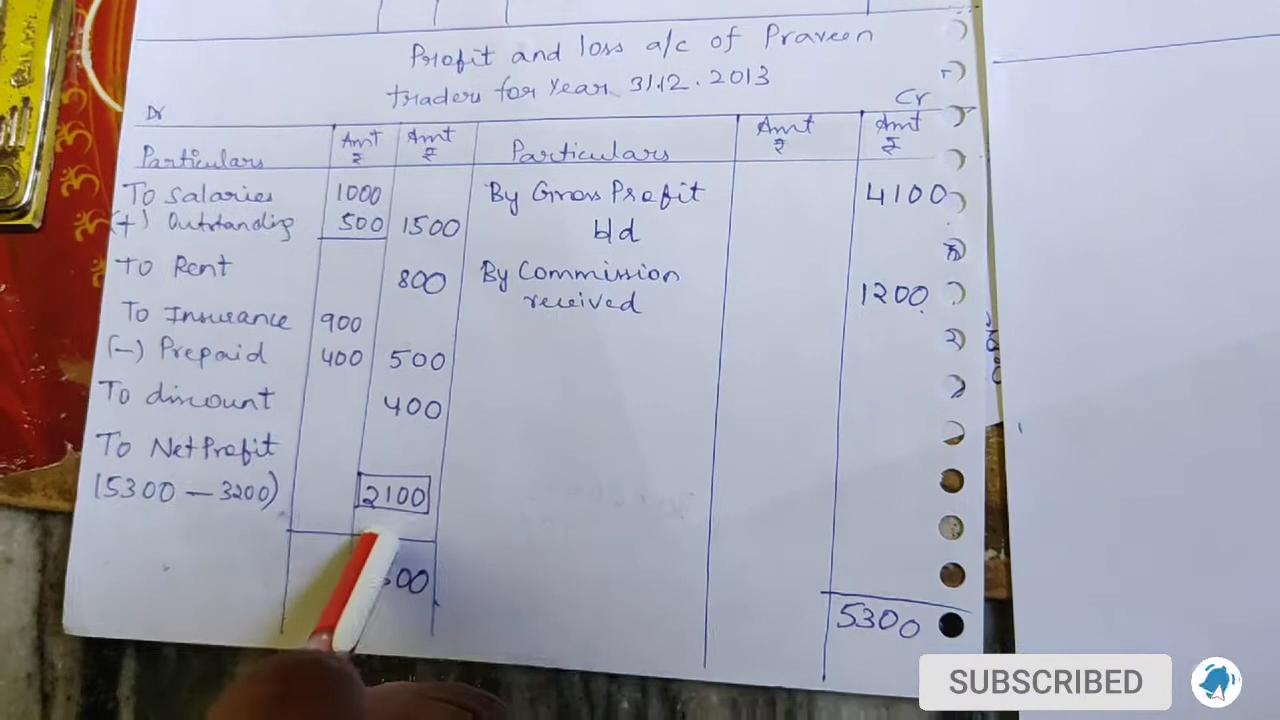 Profit and loss a/c of Praveen
traders for Year 31.12.2013
Dr Cr
Particulars Amt ₹ Amt ₹ Particulars Amt ₹ Amt ₹
To Salaries 1000 By Gross Profit 4100
(+) Outstanding 500 1500 b/d
To Rent 800 By Commission
received 1200
To Insurance 900
(-) Prepaid 400 500
To discount 400
To Net Profit
(5300 - 3200) 2100
00
5300
SUBSCRIBED